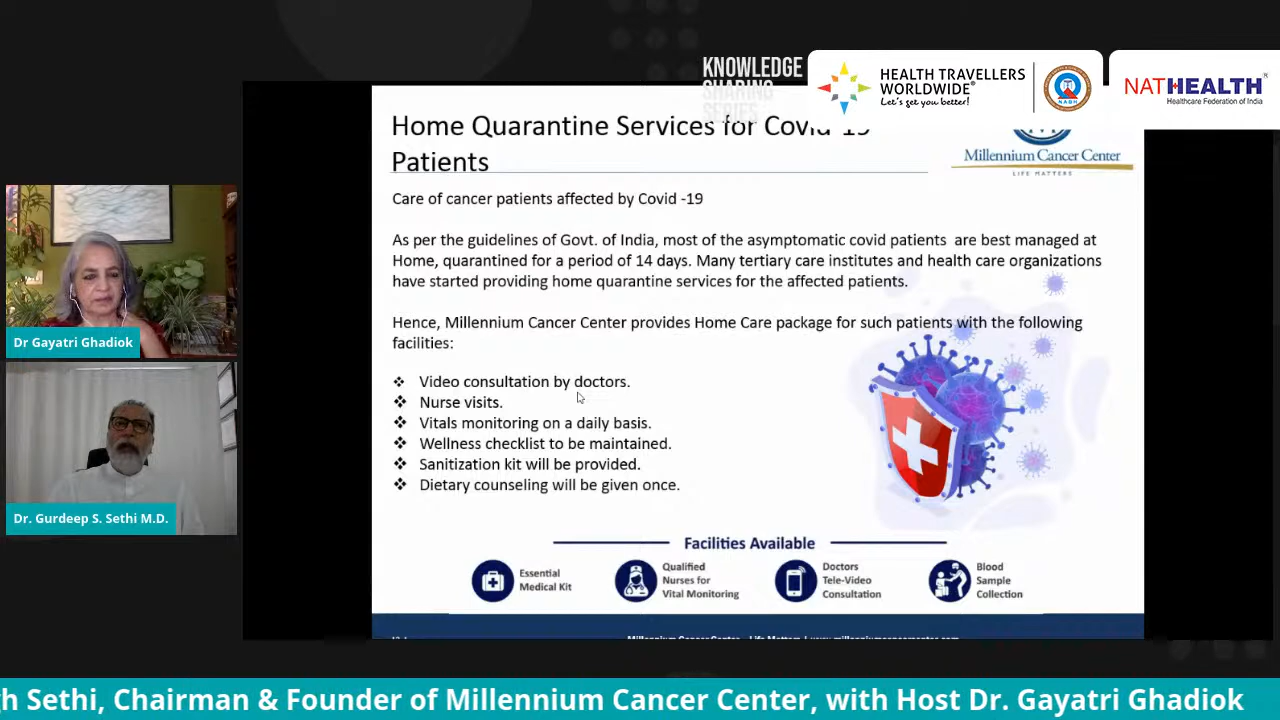 KNOWLEDGE
SHARING
SERIES
HEALTH TRAVELLERS
WORLDWIDE®
Let's get you better!
NABH
NATHEALTH®
Healthcare Federation of India
Home Quarantine Services for Covid-19
Patients
Millennium Cancer Center
LIFE MATTERS
Care of cancer patients affected by Covid -19
As per the guidelines of Govt. of India, most of the asymptomatic covid patients are best managed at
Home, quarantined for a period of 14 days. Many tertiary care institutes and health care organizations
have started providing home quarantine services for the affected patients.
Hence, Millennium Cancer Center provides Home Care package for such patients with the following
facilities:
❖ Video consultation by doctors.
❖ Nurse visits.
❖ Vitals monitoring on a daily basis.
❖ Wellness checklist to be maintained.
❖ Sanitization kit will be provided.
❖ Dietary counseling will be given once.
Facilities Available
Essential
Medical Kit
Qualified
Nurses for
Vital Monitoring
Doctors
Tele-Video
Consultation
Blood
Sample
Collection
Dr Gayatri Ghadiok
Dr. Gurdeep S. Sethi M.D.
h Sethi, Chairman & Founder of Millennium Cancer Center, with Host Dr. Gayatri Ghadiok